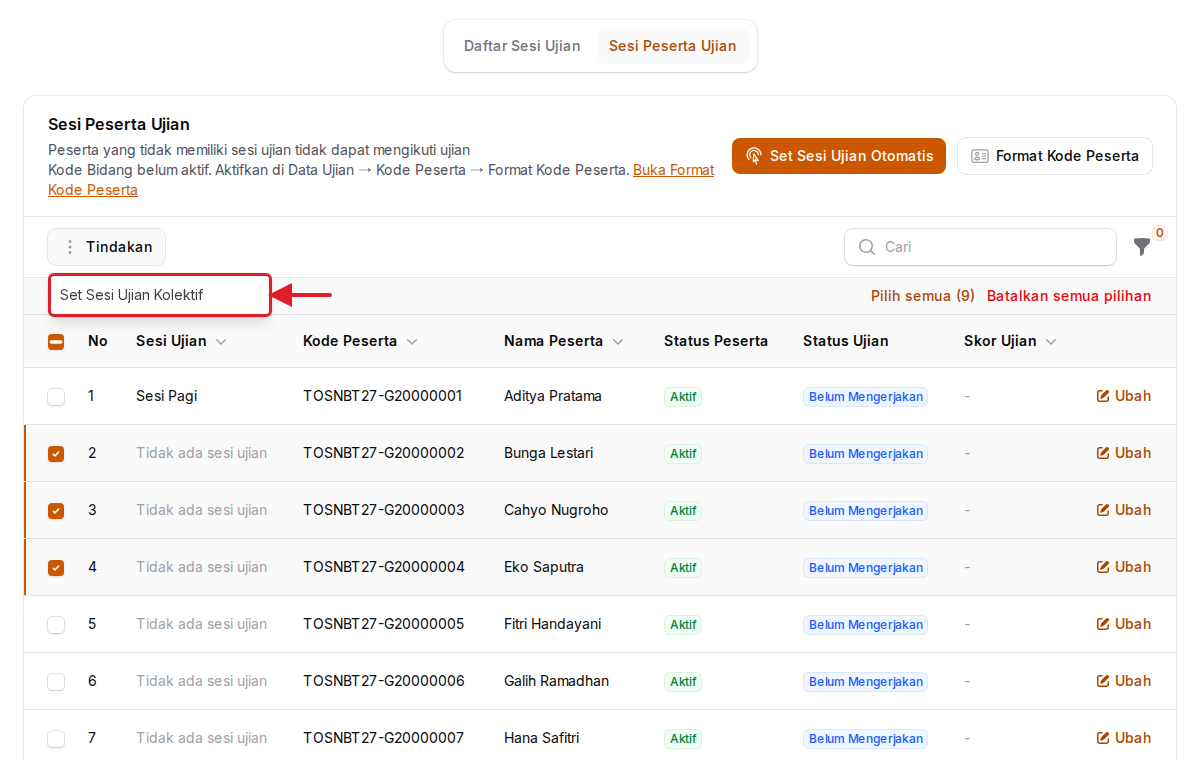 Daftar Sesi Ujian Sesi Peserta Ujian
Sesi Peserta Ujian
Peserta yang tidak memiliki sesi ujian tidak dapat mengikuti ujian
Kode Bidang belum aktif. Aktifkan di Data Ujian → Kode Peserta → Format Kode Peserta. Buka Format
Kode Peserta
Set Sesi Ujian Otomatis Format Kode Peserta
Tindakan Cari 0
Set Sesi Ujian Kolektif Pilih semua (9) Batalkan semua pilihan
No Sesi Ujian Kode Peserta Nama Peserta Status Peserta Status Ujian Skor Ujian
1 Sesi Pagi TOSNBT27-G20000001 Aditya Pratama Aktif Belum Mengerjakan - Ubah
2 Tidak ada sesi ujian TOSNBT27-G20000002 Bunga Lestari Aktif Belum Mengerjakan - Ubah
3 Tidak ada sesi ujian TOSNBT27-G20000003 Cahyo Nugroho Aktif Belum Mengerjakan - Ubah
4 Tidak ada sesi ujian TOSNBT27-G20000004 Eko Saputra Aktif Belum Mengerjakan - Ubah
5 Tidak ada sesi ujian TOSNBT27-G20000005 Fitri Handayani Aktif Belum Mengerjakan - Ubah
6 Tidak ada sesi ujian TOSNBT27-G20000006 Galih Ramadhan Aktif Belum Mengerjakan - Ubah
7 Tidak ada sesi ujian TOSNBT27-G20000007 Hana Safitri Aktif Belum Mengerjakan - Ubah